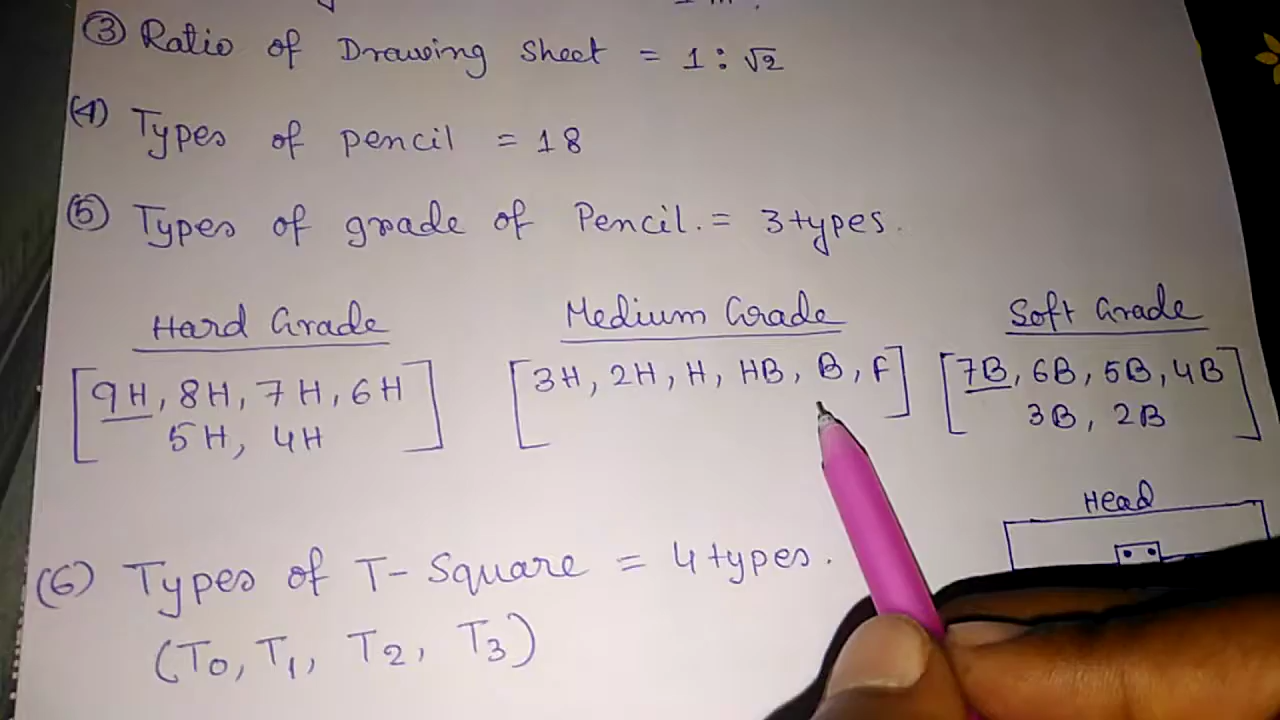 ③ Ratio of Drawing Sheet = 1 : √2
(4) Types of pencil = 18
⑤ Types of grade of Pencil. = 3 types.
Hard Grade Medium Grade Soft Grade
[9H, 8H, 7H, 6H 5H, 4H]
[3H, 2H, H, HB, B, F]
[7B, 6B, 5B, 4B 3B, 2B]
Head
(6) Types of T-Square = 4 types.
(T0, T1, T2, T3)